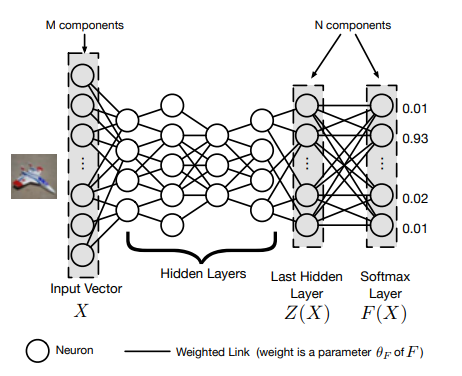 M components
N components
0.01
0.93
0.02
0.01
Hidden Layers
Input Vector
X
Last Hidden
Layer
Z(X)
Softmax
Layer
F(X)
Neuron
Weighted Link (weight is a parameter θ_F of F)